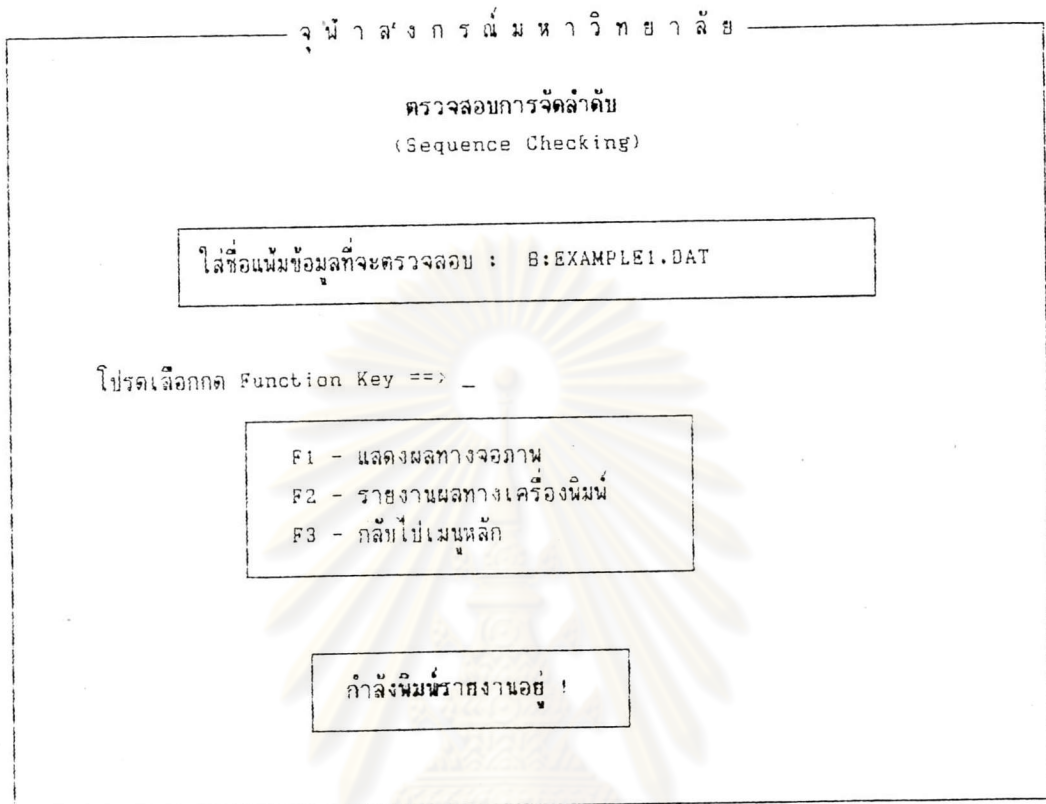 จุฬาลงกรณ์มหาวิทยาลัย
ตรวจสอบการจัดลำดับ
(Sequence Checking)
ใส่ชื่อแฟ้มข้อมูลที่จะตรวจสอบ : B:EXAMPLE1.DAT
โปรดเลือกกด Function Key ==> _
F1 - แสดงผลทางจอภาพ
F2 - รายงานผลทางเครื่องพิมพ์
F3 - กลับไปเมนูหลัก
กำลังพิมพ์รายงานอยู่ !